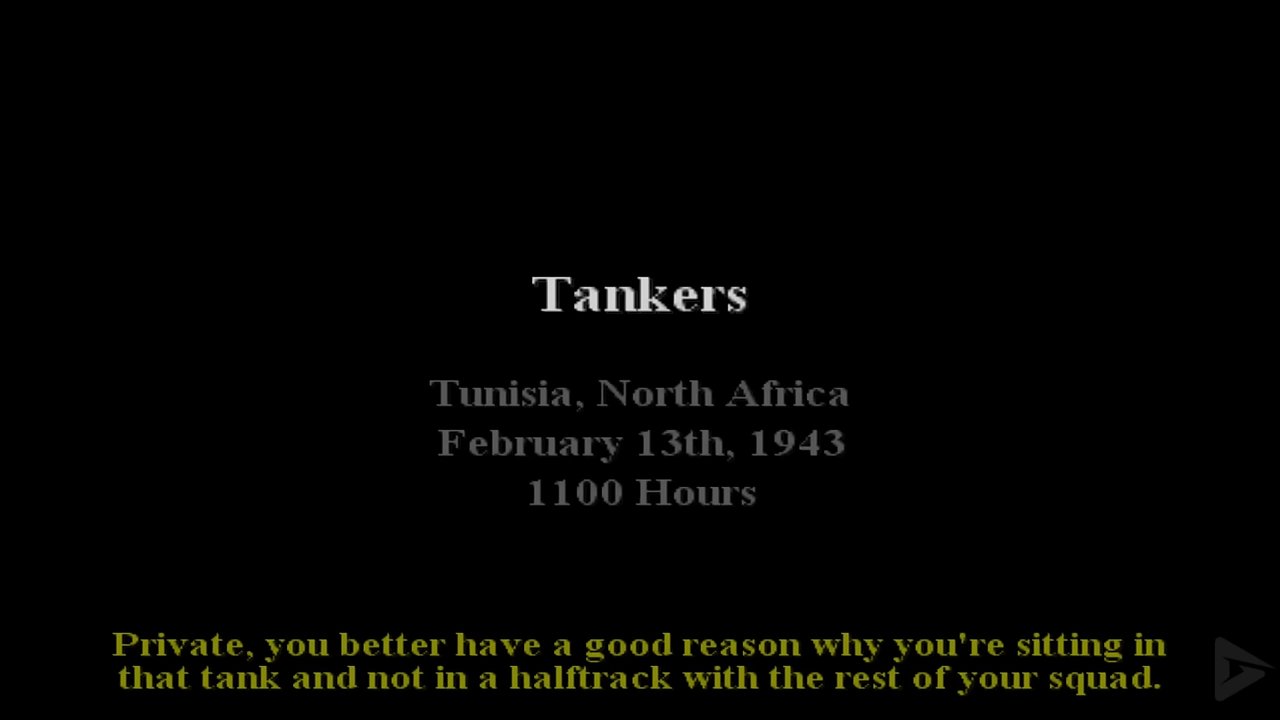 Tankers
Tunisia, North Africa
February 13th, 1943
1100 Hours
Private, you better have a good reason why you're sitting in
that tank and not in a halftrack with the rest of your squad.